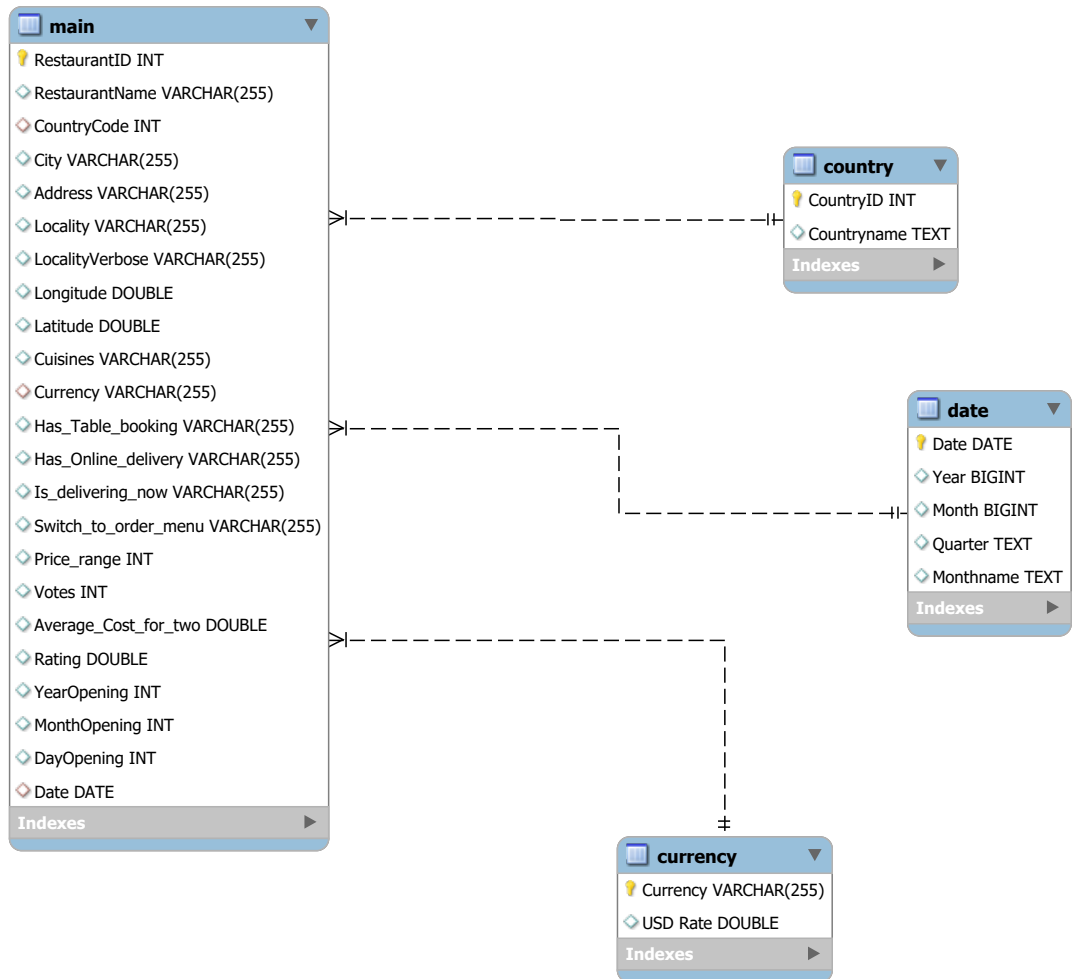 main
RestaurantID INT
RestaurantName VARCHAR(255)
CountryCode INT
City VARCHAR(255)
Address VARCHAR(255)
Locality VARCHAR(255)
LocalityVerbose VARCHAR(255)
Longitude DOUBLE
Latitude DOUBLE
Cuisines VARCHAR(255)
Currency VARCHAR(255)
Has_Table_booking VARCHAR(255)
Has_Online_delivery VARCHAR(255)
Is_delivering_now VARCHAR(255)
Switch_to_order_menu VARCHAR(255)
Price_range INT
Votes INT
Average_Cost_for_two DOUBLE
Rating DOUBLE
YearOpening INT
MonthOpening INT
DayOpening INT
Date DATE
Indexes
country
CountryID INT
Countryname TEXT
Indexes
date
Date DATE
Year BIGINT
Month BIGINT
Quarter TEXT
Monthname TEXT
Indexes
currency
Currency VARCHAR(255)
USD Rate DOUBLE
Indexes